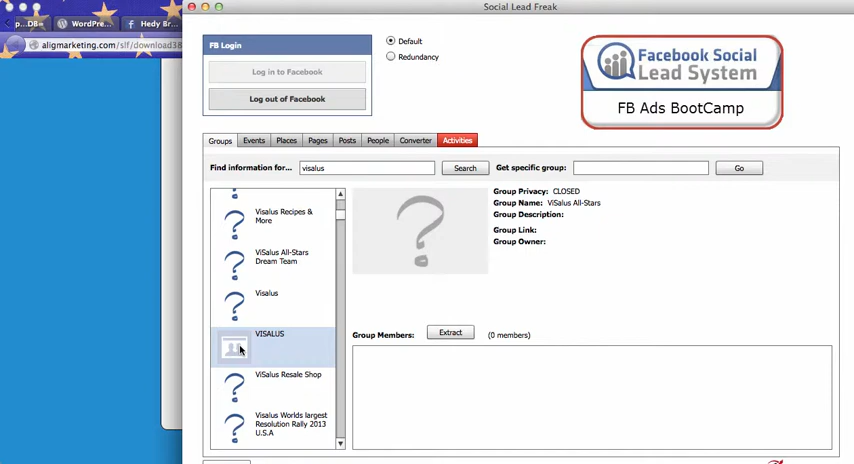 Social Lead Freak
p...DB=
WordPre...
Hedy Br...
aligmarketing.com/slf/download3
FB Login
Log in to Facebook
Log out of Facebook
Default
Redundancy
Facebook Social
Lead System
FB Ads BootCamp
Groups Events Places Pages Posts People Converter Activities
Find information for... visalus Search Get specific group: Go
Visalus Recipes &
More
ViSalus All-Stars
Dream Team
Visalus
VISALUS
ViSalus Resale Shop
Visalus Worlds largest
Resolution Rally 2013
U.S.A
Group Privacy: CLOSED
Group Name: ViSalus All-Stars
Group Description:
Group Link:
Group Owner:
Group Members: Extract (0 members)